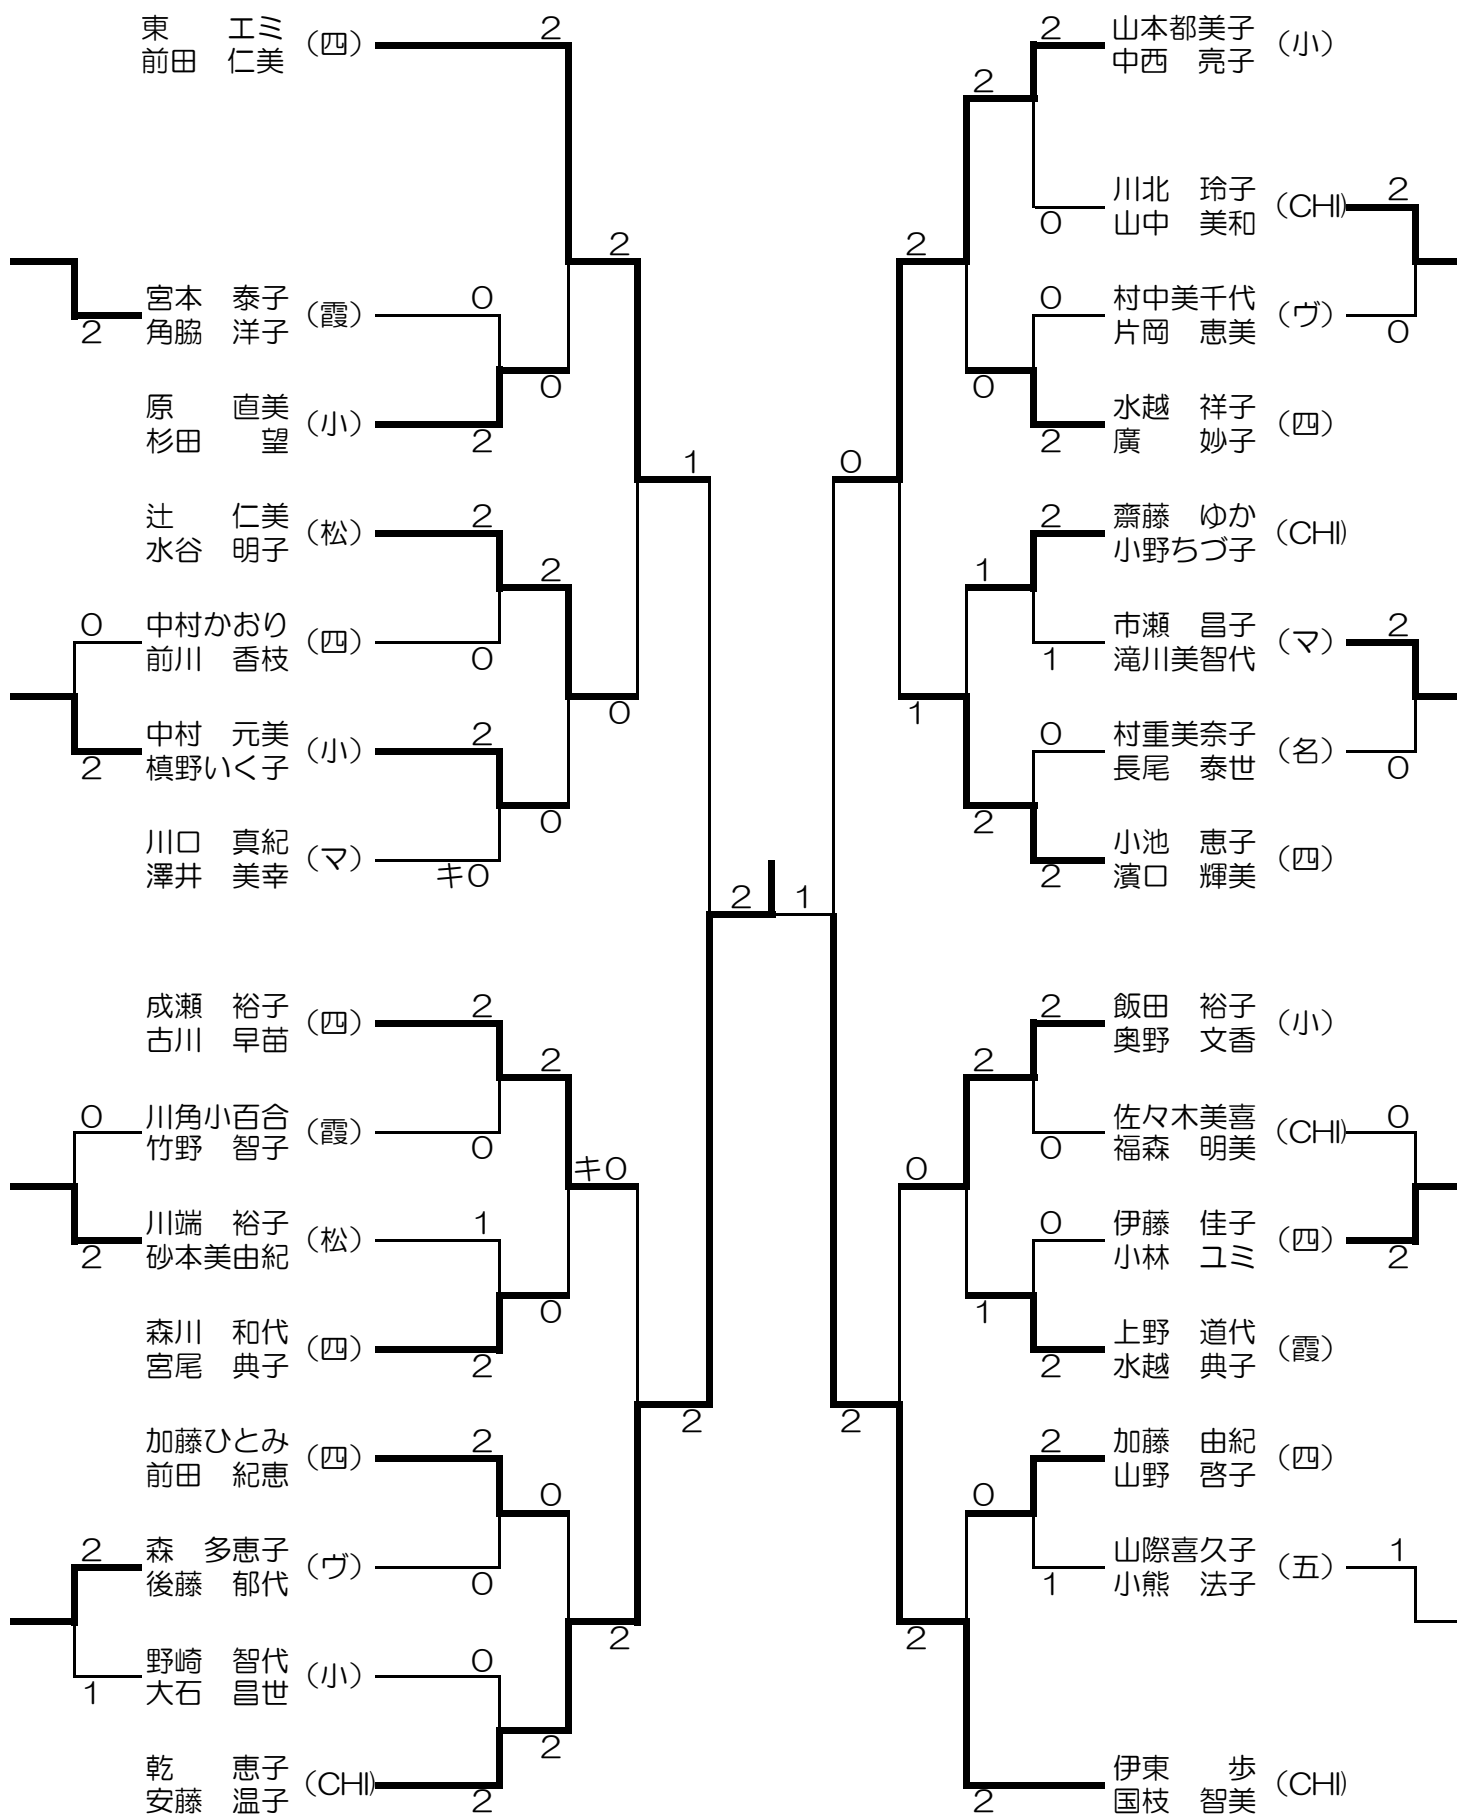 東　　エミ
前田　仁美
（四）
2
宮本　泰子
角脇　洋子
（霞）
2
0
原　　直美
杉田　　望
（小）
2
0
2
辻　　仁美
水谷　明子
（松）
2
中村かおり
前川　香枝
（四）
0
0
2
中村　元美
槙野いく子
（小）
2
2
川口　真紀
澤井　美幸
（マ）
キ0
0
0
1
成瀬　裕子
古川　早苗
（四）
2
川角小百合
竹野　智子
（霞）
0
0
2
川端　裕子
砂本美由紀
（松）
2
1
森川　和代
宮尾　典子
（四）
2
0
キ0
加藤ひとみ
前田　紀恵
（四）
2
森　多恵子
後藤　郁代
（ヴ）
2
0
0
野崎　智代
大石　昌世
（小）
1
0
乾　　恵子
安藤　温子
（CHI）
2
2
2
2
2
1
山本都美子
中西　亮子
（小）
2
川北　玲子
山中　美和
（CHI）
0
2
2
村中美千代
片岡　恵美
（ヴ）
0
0
水越　祥子
廣　　妙子
（四）
2
0
2
齋藤　ゆか
小野ちづ子
（CHI）
2
市瀬　昌子
滝川美智代
（マ）
1
2
1
村重美奈子
長尾　泰世
（名）
0
0
小池　恵子
濱口　輝美
（四）
2
2
1
0
飯田　裕子
奥野　文香
（小）
2
佐々木美喜
福森　明美
（CHI）
0
0
2
伊藤　佳子
小林　ユミ
（四）
0
2
上野　道代
水越　典子
（霞）
2
1
0
加藤　由紀
山野　啓子
（四）
2
山際喜久子
小熊　法子
（五）
1
1
0
伊東　　歩
国枝　智美
（CHI）
2
2
2